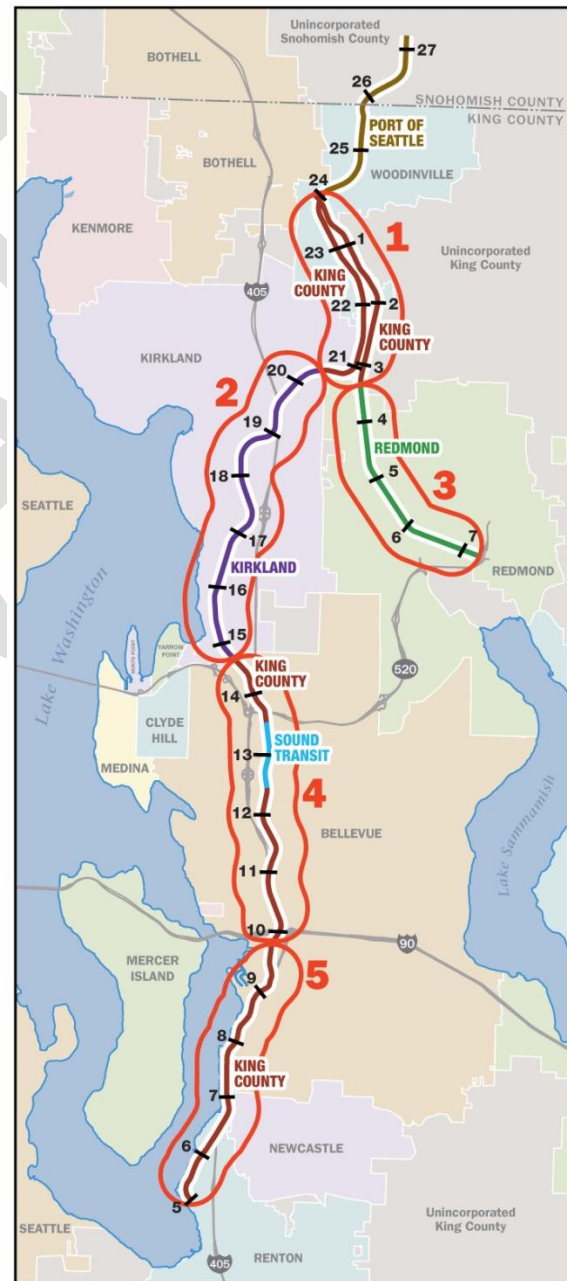 Unincorporated
Snohomish County
27
BOTHELL
26
SNOHOMISH COUNTY
KING COUNTY
PORT OF
SEATTLE
25
BOTHELL
WOODINVILLE
24
KENMORE
1
1
23
Unincorporated
King County
KING
COUNTY
405
22
2
KING
COUNTY
KIRKLAND
21
3
20
2
4
19
REDMOND
18
5
3
SEATTLE
17
6
7
KIRKLAND
REDMOND
16
Lake Washington
15
HUNTS POINT
YARROW
POINT
KING
COUNTY
520
14
CLYDE
HILL
SOUND
TRANSIT
13
MEDINA
4
12
BELLEVUE
Lake Sammamish
11
10
90
MERCER
ISLAND
5
9
8
KING
COUNTY
7
NEWCASTLE
6
5
Unincorporated
King County
SEATTLE
405
RENTON